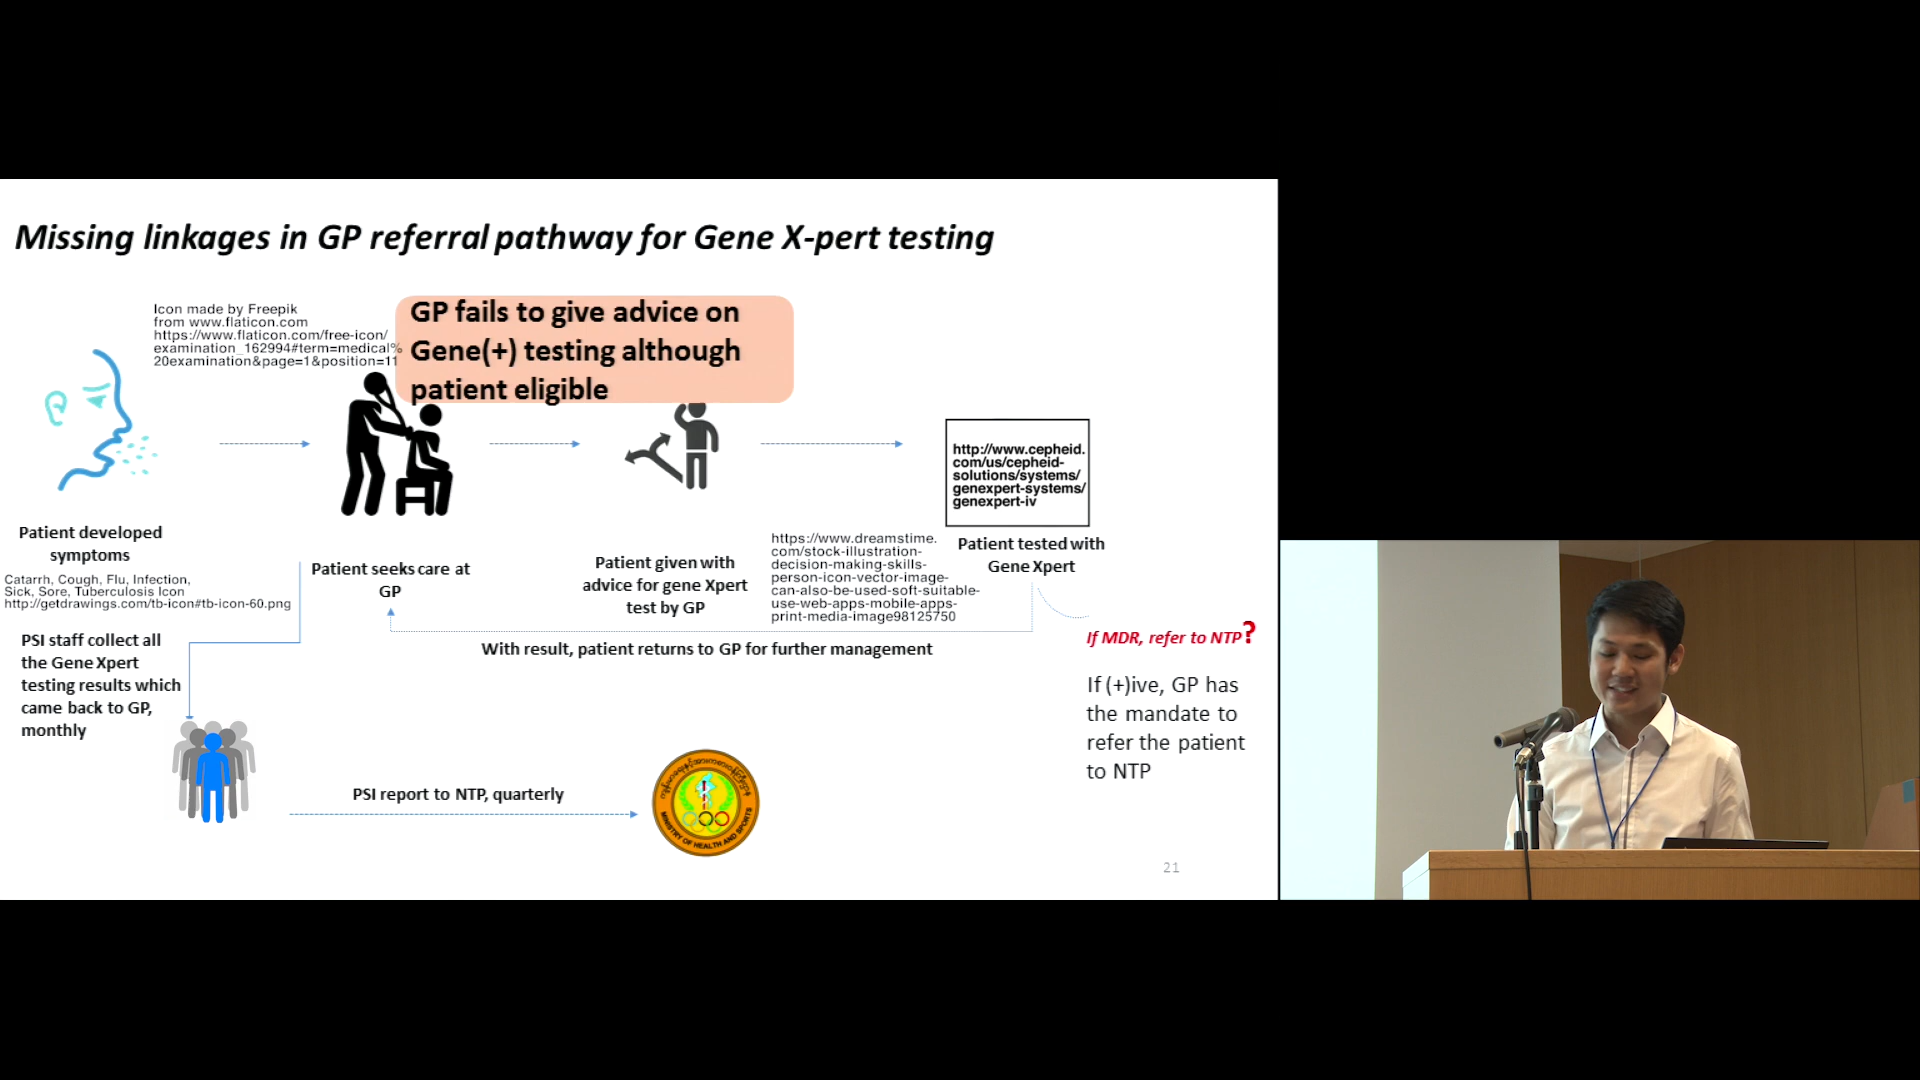 Missing linkages in GP referral pathway for Gene X-pert testing
Icon made by Freepik
from www.flaticon.com
https://www.flaticon.com/free-icon/
examination_162994#term=medical%
20examination&page=1&position=11
GP fails to give advice on
Gene(+) testing although
patient eligible
http://www.cepheid.
com/us/cepheid-
solutions/systems/
genexpert-systems/
genexpert-iv
Patient developed
symptoms
Catarrh, Cough, Flu, Infection,
Sick, Sore, Tuberculosis Icon
http://getdrawings.com/tb-icon#tb-icon-60.png
Patient seeks care at
GP
Patient given with
advice for gene Xpert
test by GP
https://www.dreamstime.
com/stock-illustration-
decision-making-skills-
person-icon-vector-image-
can-also-be-used-soft-suitable-
use-web-apps-mobile-apps-
print-media-image98125750
Patient tested with
Gene Xpert
With result, patient returns to GP for further management
If MDR, refer to NTP?
If (+)ive, GP has
the mandate to
refer the patient
to NTP
PSI staff collect all
the Gene Xpert
testing results which
came back to GP,
monthly
PSI report to NTP, quarterly
MINISTRY OF HEALTH AND SPORTS
21